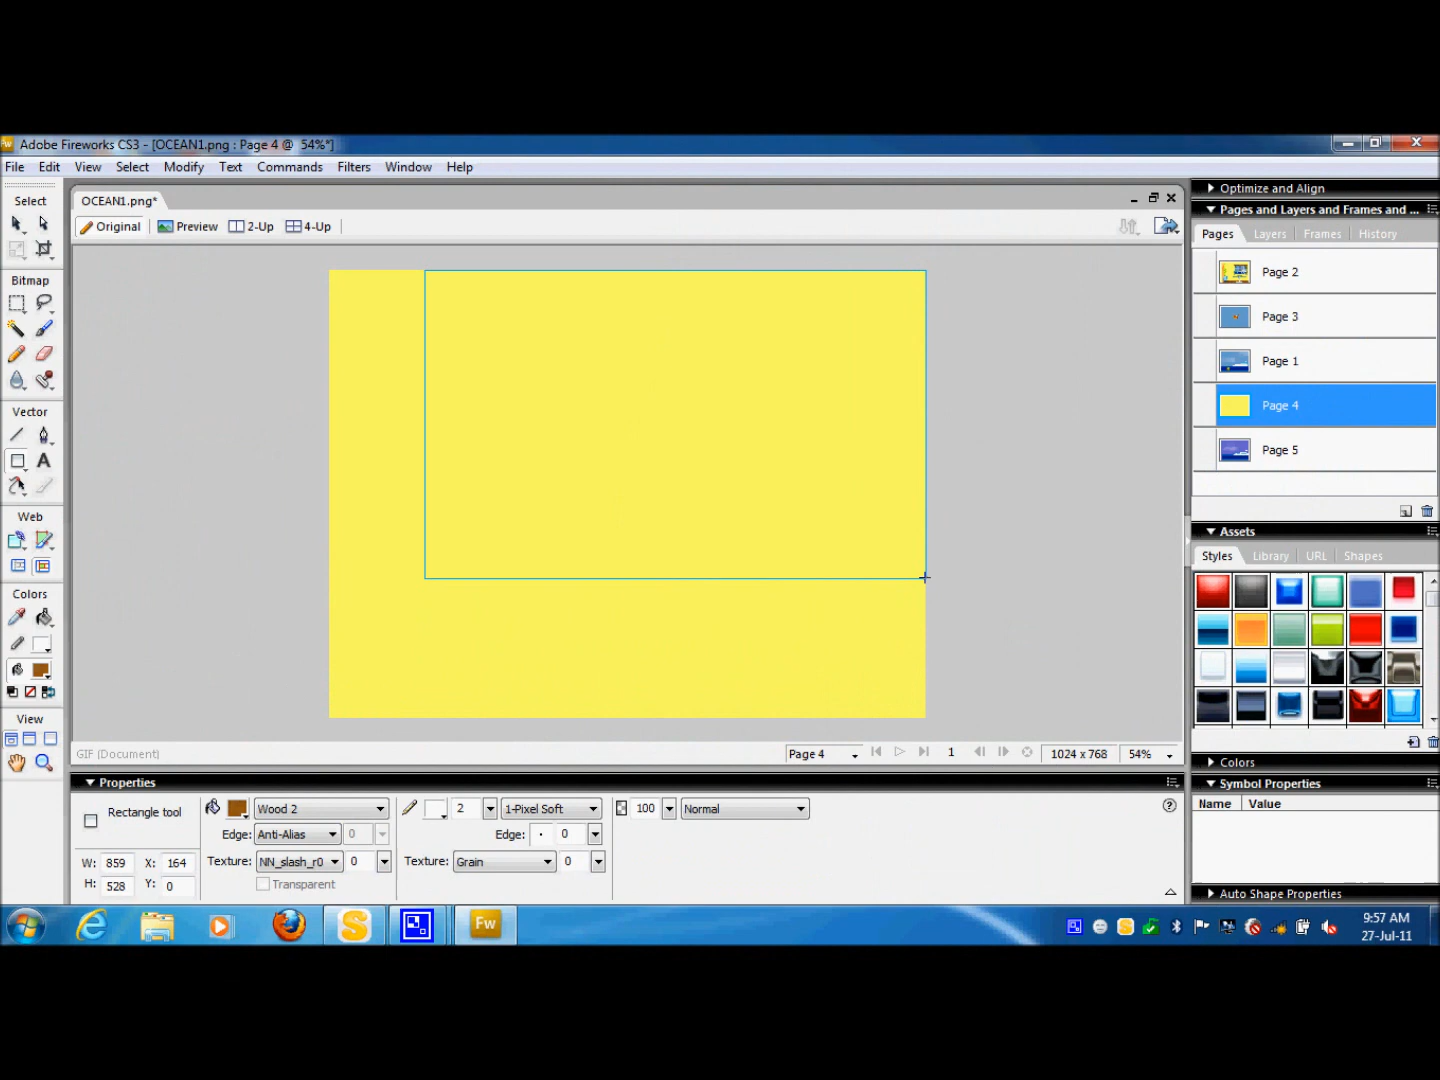 Fw Adobe Fireworks CS3 - [OCEAN1.png : Page 4 @ 54%*]
File Edit View Select Modify Text Commands Filters Window Help
Select
Bitmap
Vector
A
Web
Colors
View
OCEAN1.png*
Original Preview 2-Up 4-Up
GIF (Document)
Page 4 1 1024 x 768 54%
Optimize and Align
Pages and Layers and Frames and ...
Pages Layers Frames History
Page 2
Page 3
Page 1
Page 4
Page 5
Assets
Styles Library URL Shapes
Colors
Symbol Properties
Name Value
Auto Shape Properties
Properties
Rectangle tool
W: 859 X: 164
H: 528 Y: 0
Wood 2
Edge: Anti-Alias 0
Texture: NN_slash_r0 0
Transparent
2 1-Pixel Soft
Edge: 0
Texture: Grain 0
100 Normal
?
S
Fw
S
9:57 AM
27-Jul-11